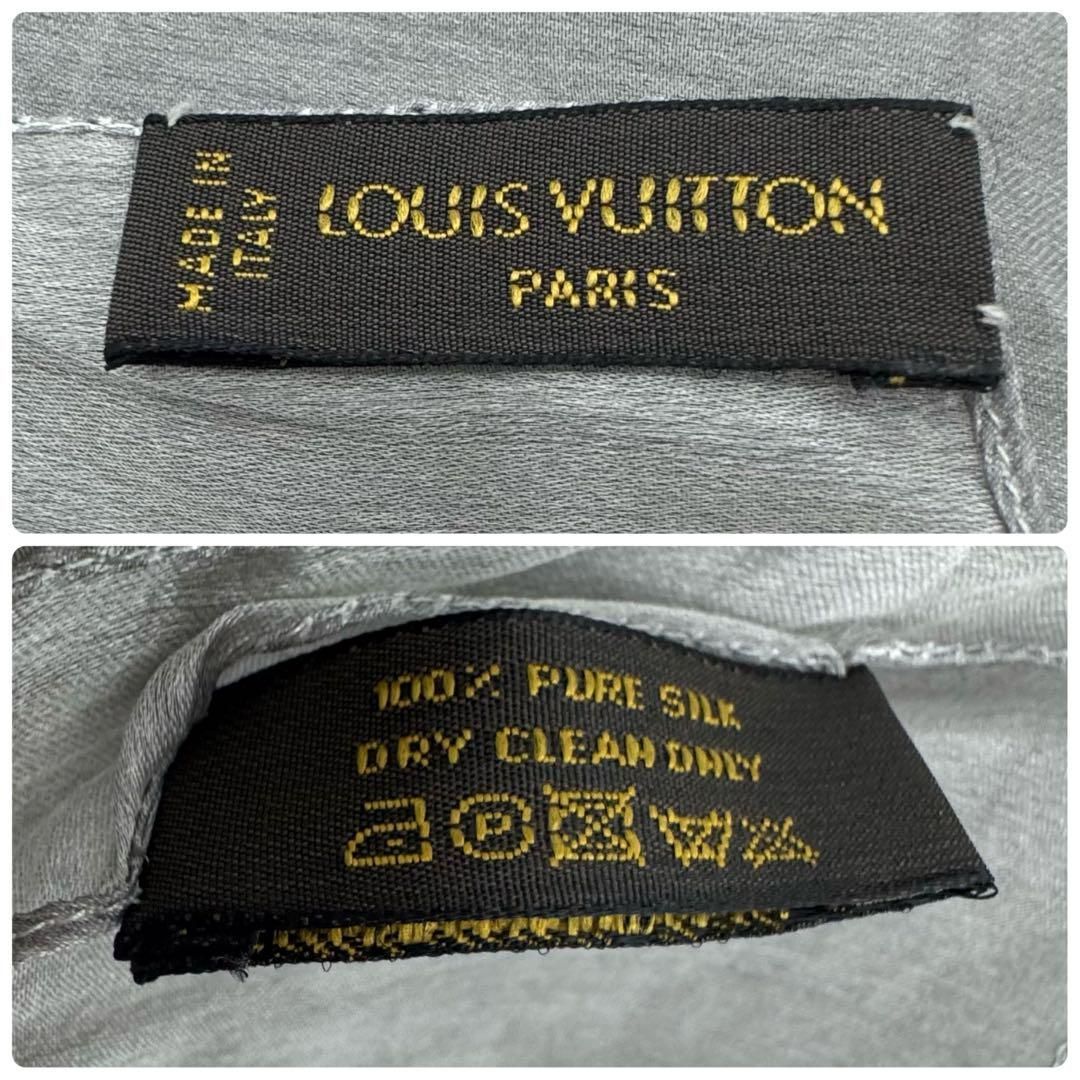 MADE IN
ITALY
LOUIS VUITTON
PARIS
100% PURE SILK
DRY CLEAN ONLY
P